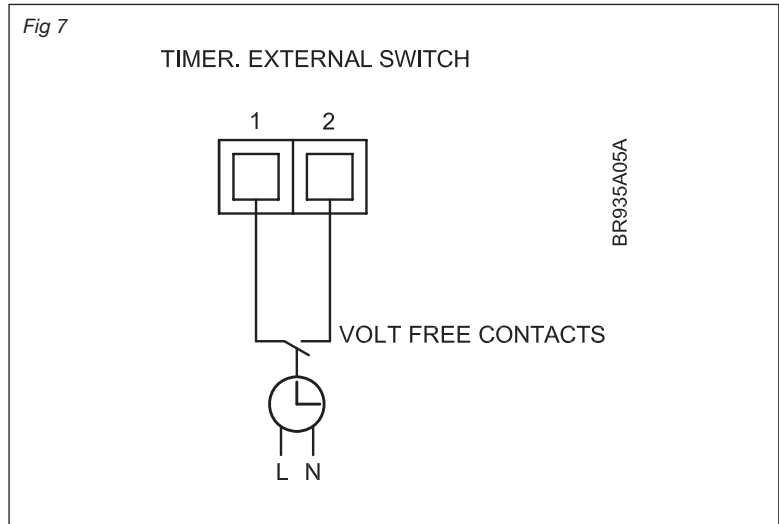 Fig 7
TIMER. EXTERNAL SWITCH
1 2
BR935A05A
VOLT FREE CONTACTS
L N